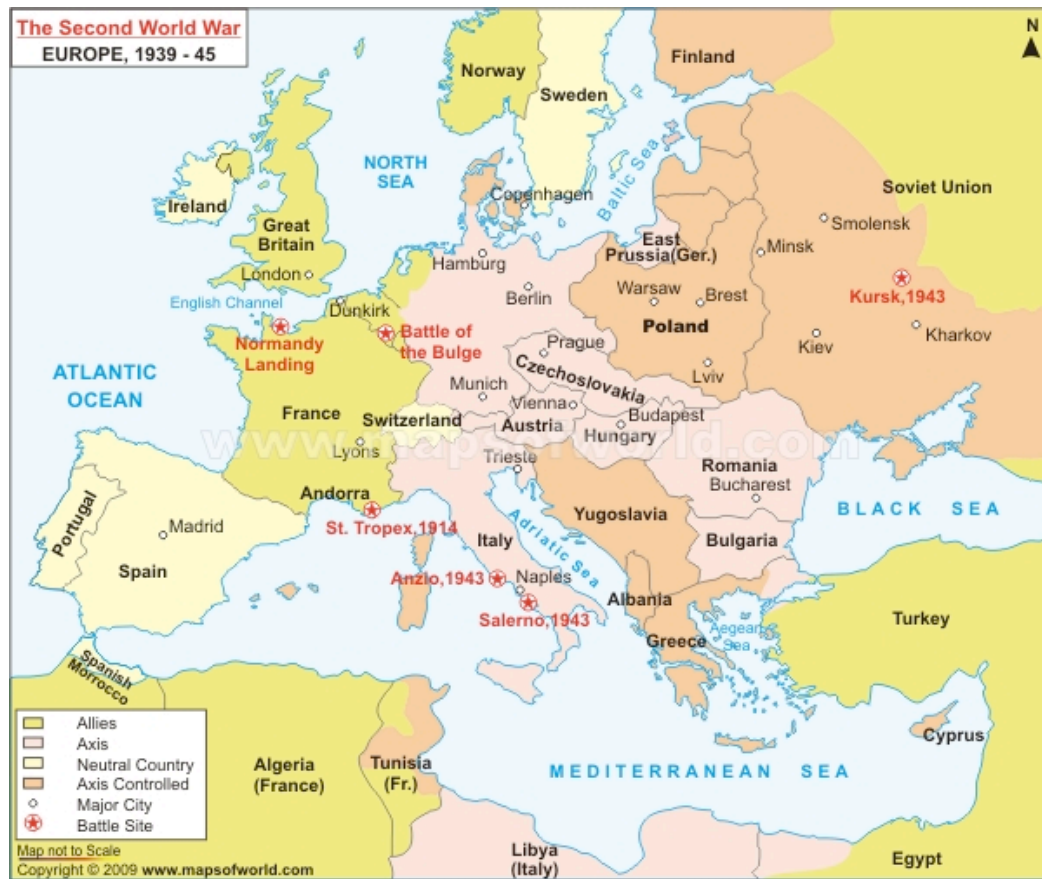 The Second World War
EUROPE, 1939 - 45
N
Norway
Finland
Sweden
NORTH
SEA
Baltic Sea
Soviet Union
Copenhagen
Ireland
Great
Britain
Smolensk
East
Prussia(Ger.)
Minsk
Hamburg
London
Berlin
Warsaw
Brest
Kursk,1943
English Channel
Dunkirk
Poland
Kharkov
Normandy
Landing
Battle of
the Bulge
Prague
Kiev
Lviv
Czechoslovakia
ATLANTIC
OCEAN
Munich
Vienna
Budapest
France
Switzerland
Austria
Hungary
www.mapsofworld.com
Lyons
Trieste
Romania
Bucharest
Andorra
BLACK SEA
Portugal
Madrid
St. Tropex,1914
Yugoslavia
Adriatic Sea
Italy
Bulgaria
Spain
Anzio,1943
Naples
Albania
Salerno,1943
Turkey
Greece
Aegean
Sea
Spanish
Morrocco
Allies
Axis
Neutral Country
Axis Controlled
Major City
Battle Site
Algeria
(France)
Tunisia
(Fr.)
Cyprus
MEDITERRANEAN SEA
Libya
(Italy)
Egypt
Map not to Scale
Copyright © 2009 www.mapsofworld.com